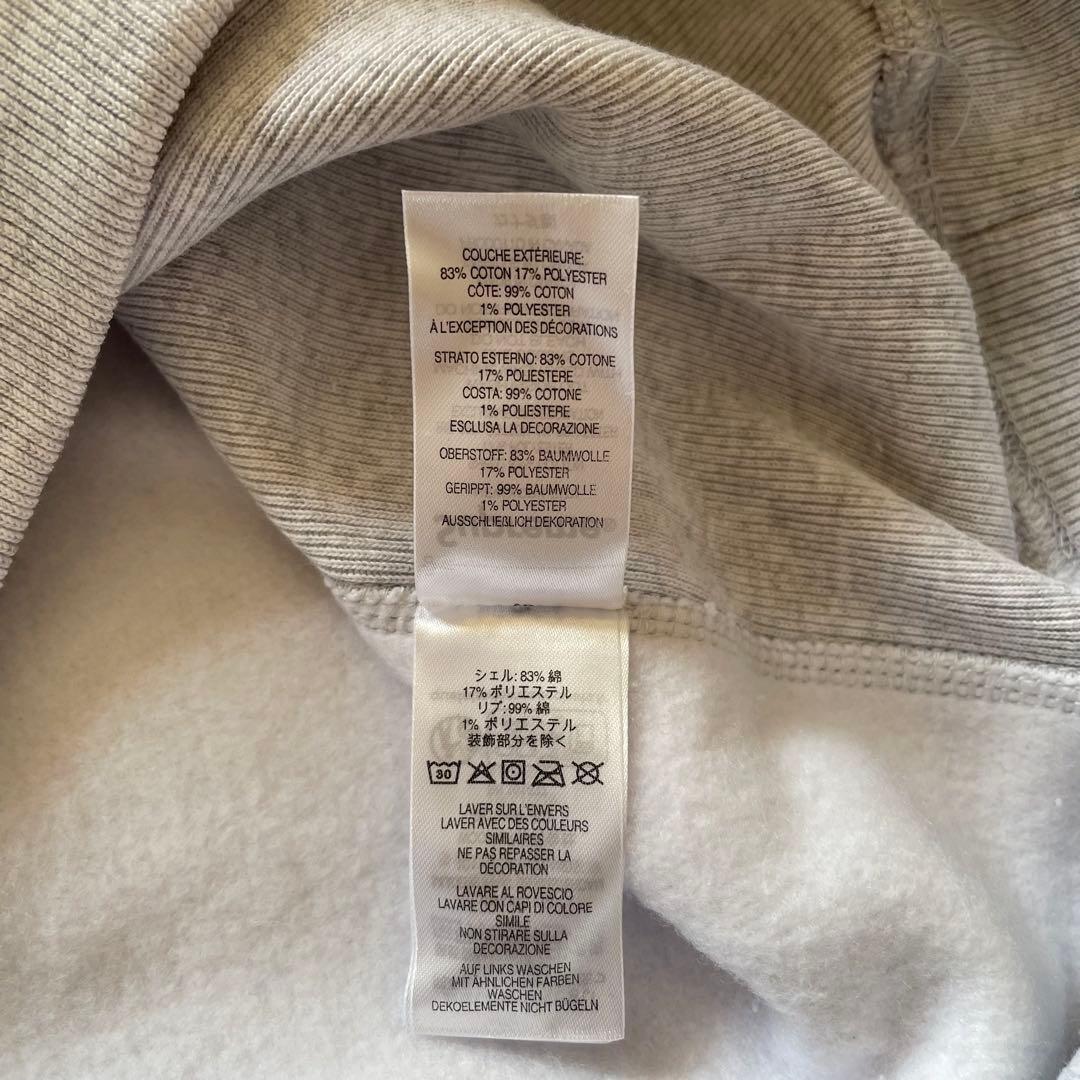 COUCHE EXTÉRIEURE:
83% COTON 17% POLYESTER
CÔTE: 99% COTON
1% POLYESTER
À L'EXCEPTION DES DÉCORATIONS
STRATO ESTERNO: 83% COTONE
17% POLIESTERE
COSTA: 99% COTONE
1% POLIESTERE
ESCLUSA LA DECORAZIONE
OBERSTOFF: 83% BAUMWOLLE
17% POLYESTER
GERIPPT: 99% BAUMWOLLE
1% POLYESTER
AUSSCHLIEßLICH DEKORATION
Supreme
シェル: 83% 綿
17% ポリエステル
リブ: 99% 綿
1% ポリエステル
装飾部分を除く
30
LAVER SUR L'ENVERS
LAVER AVEC DES COULEURS
SIMILAIRES
NE PAS REPASSER LA
DÉCORATION
LAVARE AL ROVESCIO
LAVARE CON CAPI DI COLORE
SIMILE
NON STIRARE SULLA
DECORAZIONE
AUF LINKS WASCHEN
MIT ÄHNLICHEN FARBEN
WASCHEN
DEKOELEMENTE NICHT BÜGELN